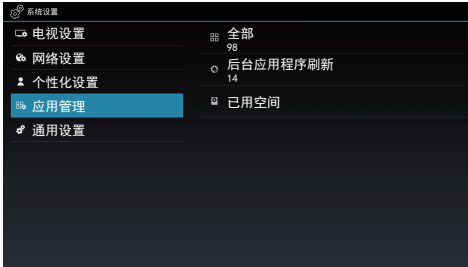 系统设置
电视设置
网络设置
个性化设置
应用管理
通用设置
全部
98
后台应用程序刷新
14
已用空间